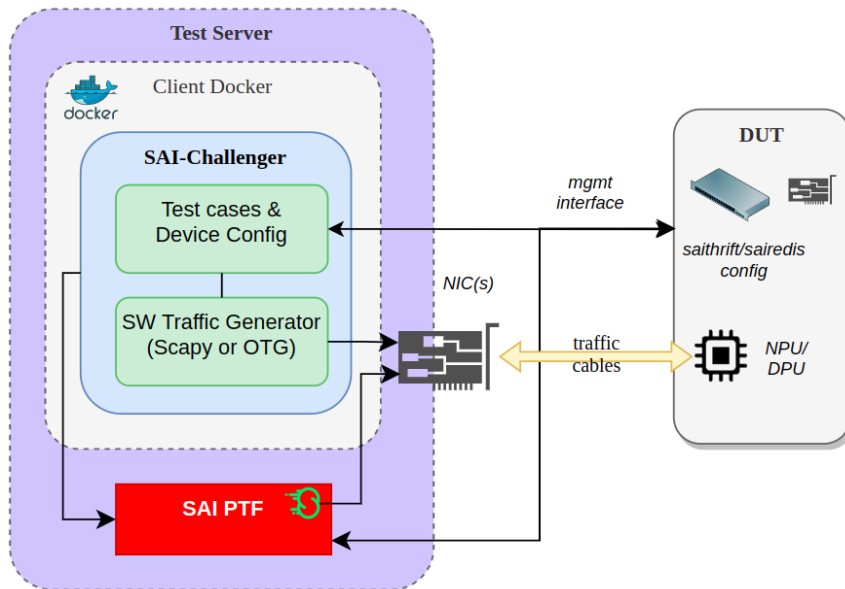 Test Server
Client Docker
docker
SAI-Challenger
Test cases &
Device Config
SW Traffic Generator
(Scapy or OTG)
SAI PTF
NIC(s)
mgmt
interface
traffic
cables
DUT
saithrift/sairedis
config
NPU/
DPU